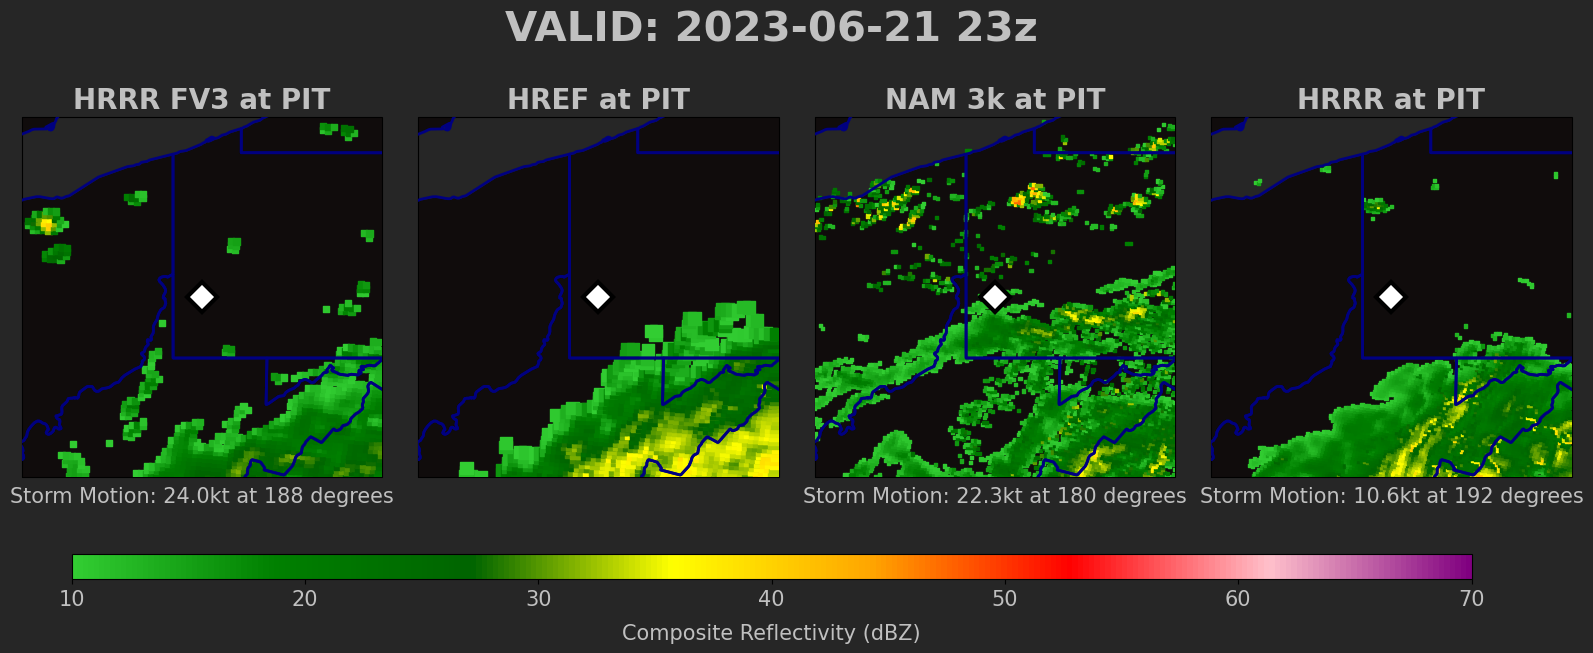 VALID: 2023-06-21 23z
HRRR FV3 at PIT
HREF at PIT
NAM 3k at PIT
HRRR at PIT
Storm Motion: 24.0kt at 188 degrees
Storm Motion: 22.3kt at 180 degrees
Storm Motion: 10.6kt at 192 degrees
10 20 30 40 50 60 70
Composite Reflectivity (dBZ)